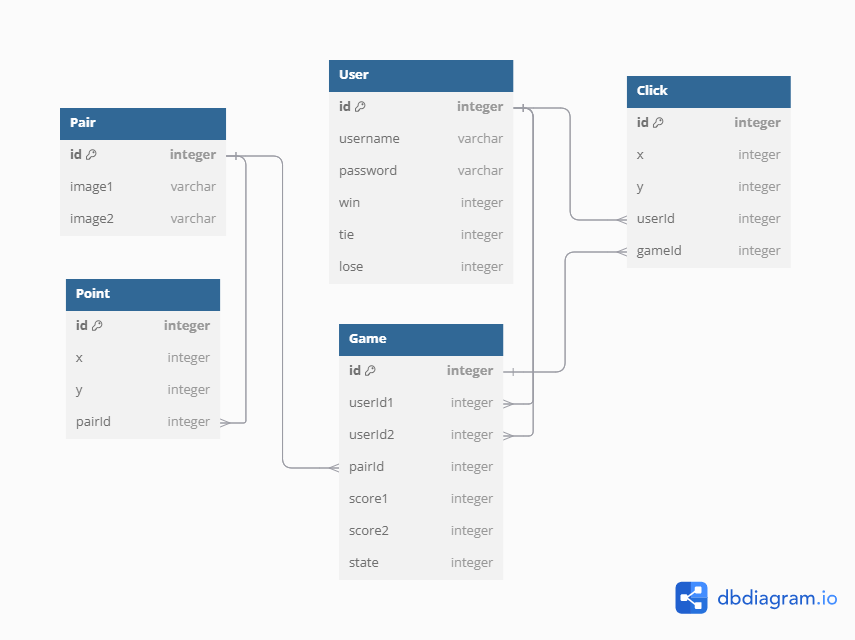 User
id integer
username varchar
password varchar
win integer
tie integer
lose integer
Click
id integer
x integer
y integer
userId integer
gameId integer
Pair
id integer
image1 varchar
image2 varchar
Point
id integer
x integer
y integer
pairId integer
Game
id integer
userId1 integer
userId2 integer
pairId integer
score1 integer
score2 integer
state integer
dbdiagram.io